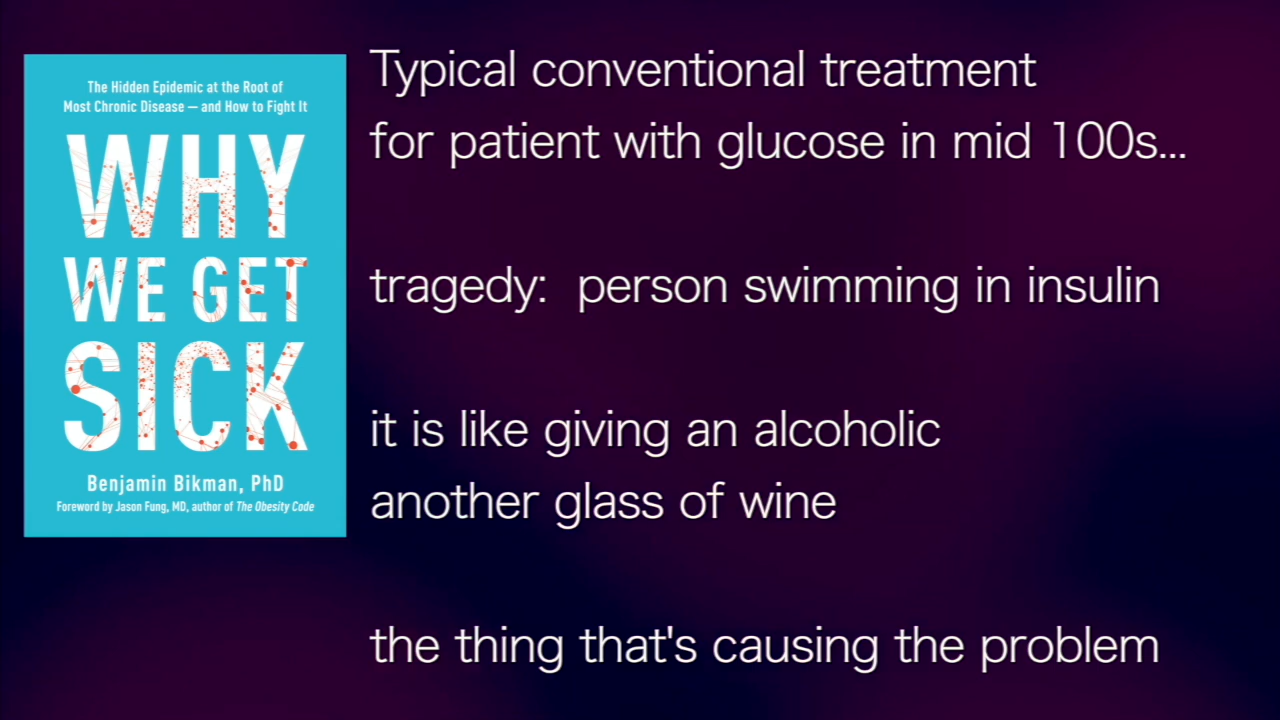 The Hidden Epidemic at the Root of
Most Chronic Disease — and How to Fight It
WHY
WE GET
SICK
Benjamin Bikman, PhD
Foreword by Jason Fung, MD, author of The Obesity Code
Typical conventional treatment
for patient with glucose in mid 100s...
tragedy: person swimming in insulin
it is like giving an alcoholic
another glass of wine
the thing that's causing the problem